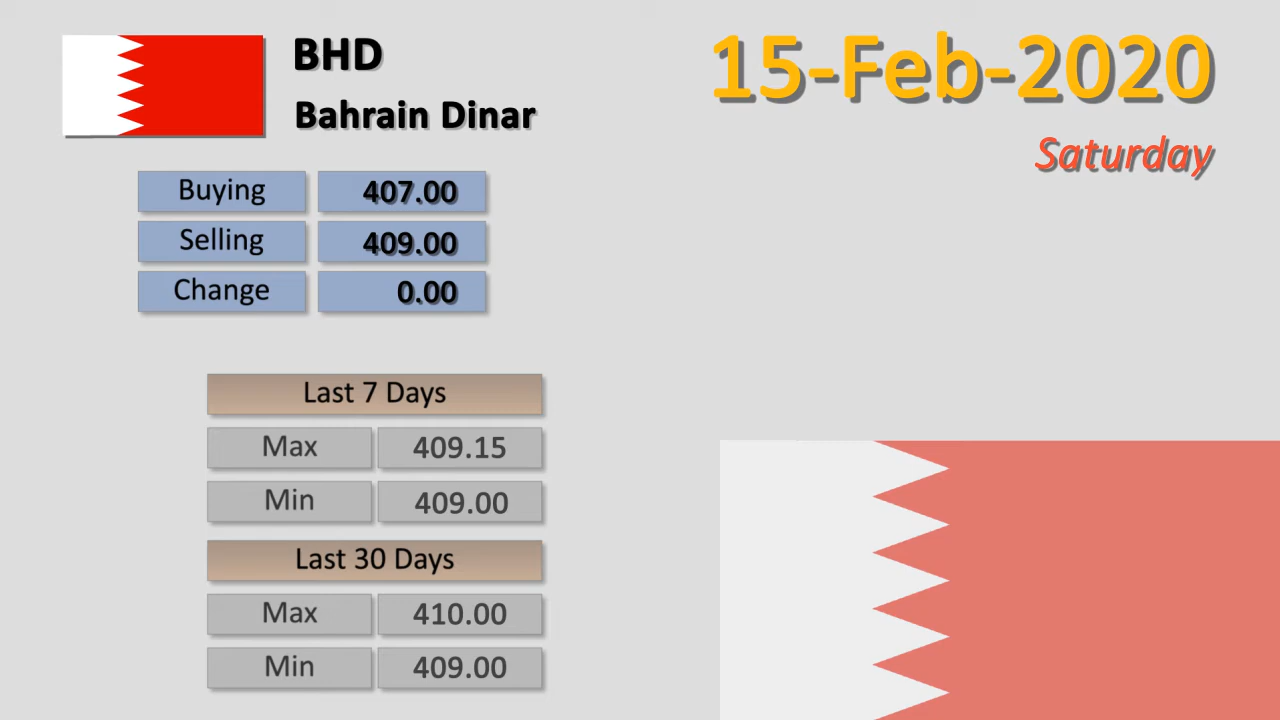 BHD
Bahrain Dinar
15-Feb-2020
Saturday
Buying 407.00
Selling 409.00
Change 0.00
Last 7 Days
Max 409.15
Min 409.00
Last 30 Days
Max 410.00
Min 409.00